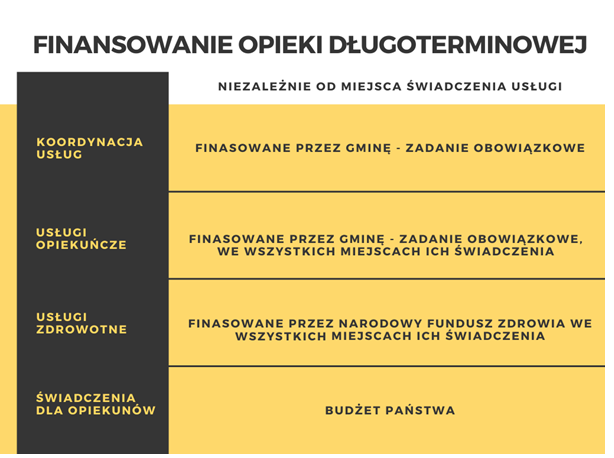 FINANSOWANIE OPIEKI DŁUGOTERMINOWEJ
NIEZALEŻNIE OD MIEJSCA ŚWIADCZENIA USŁUGI
KOORDYNACJA
USŁUG
FINASOWANE PRZEZ GMINĘ - ZADANIE OBOWIĄZKOWE
USŁUGI
OPIEKUŃCZE
FINASOWANE PRZEZ GMINĘ - ZADANIE OBOWIĄZKOWE,
WE WSZYSTKICH MIEJSCACH ICH ŚWIADCZENIA
USŁUGI
ZDROWOTNE
FINASOWANE PRZEZ NARODOWY FUNDUSZ ZDROWIA WE
WSZYSTKICH MIEJSCACH ICH ŚWIADCZENIA
ŚWIADCZENIA
DLA OPIEKUNÓW
BUDŻET PAŃSTWA